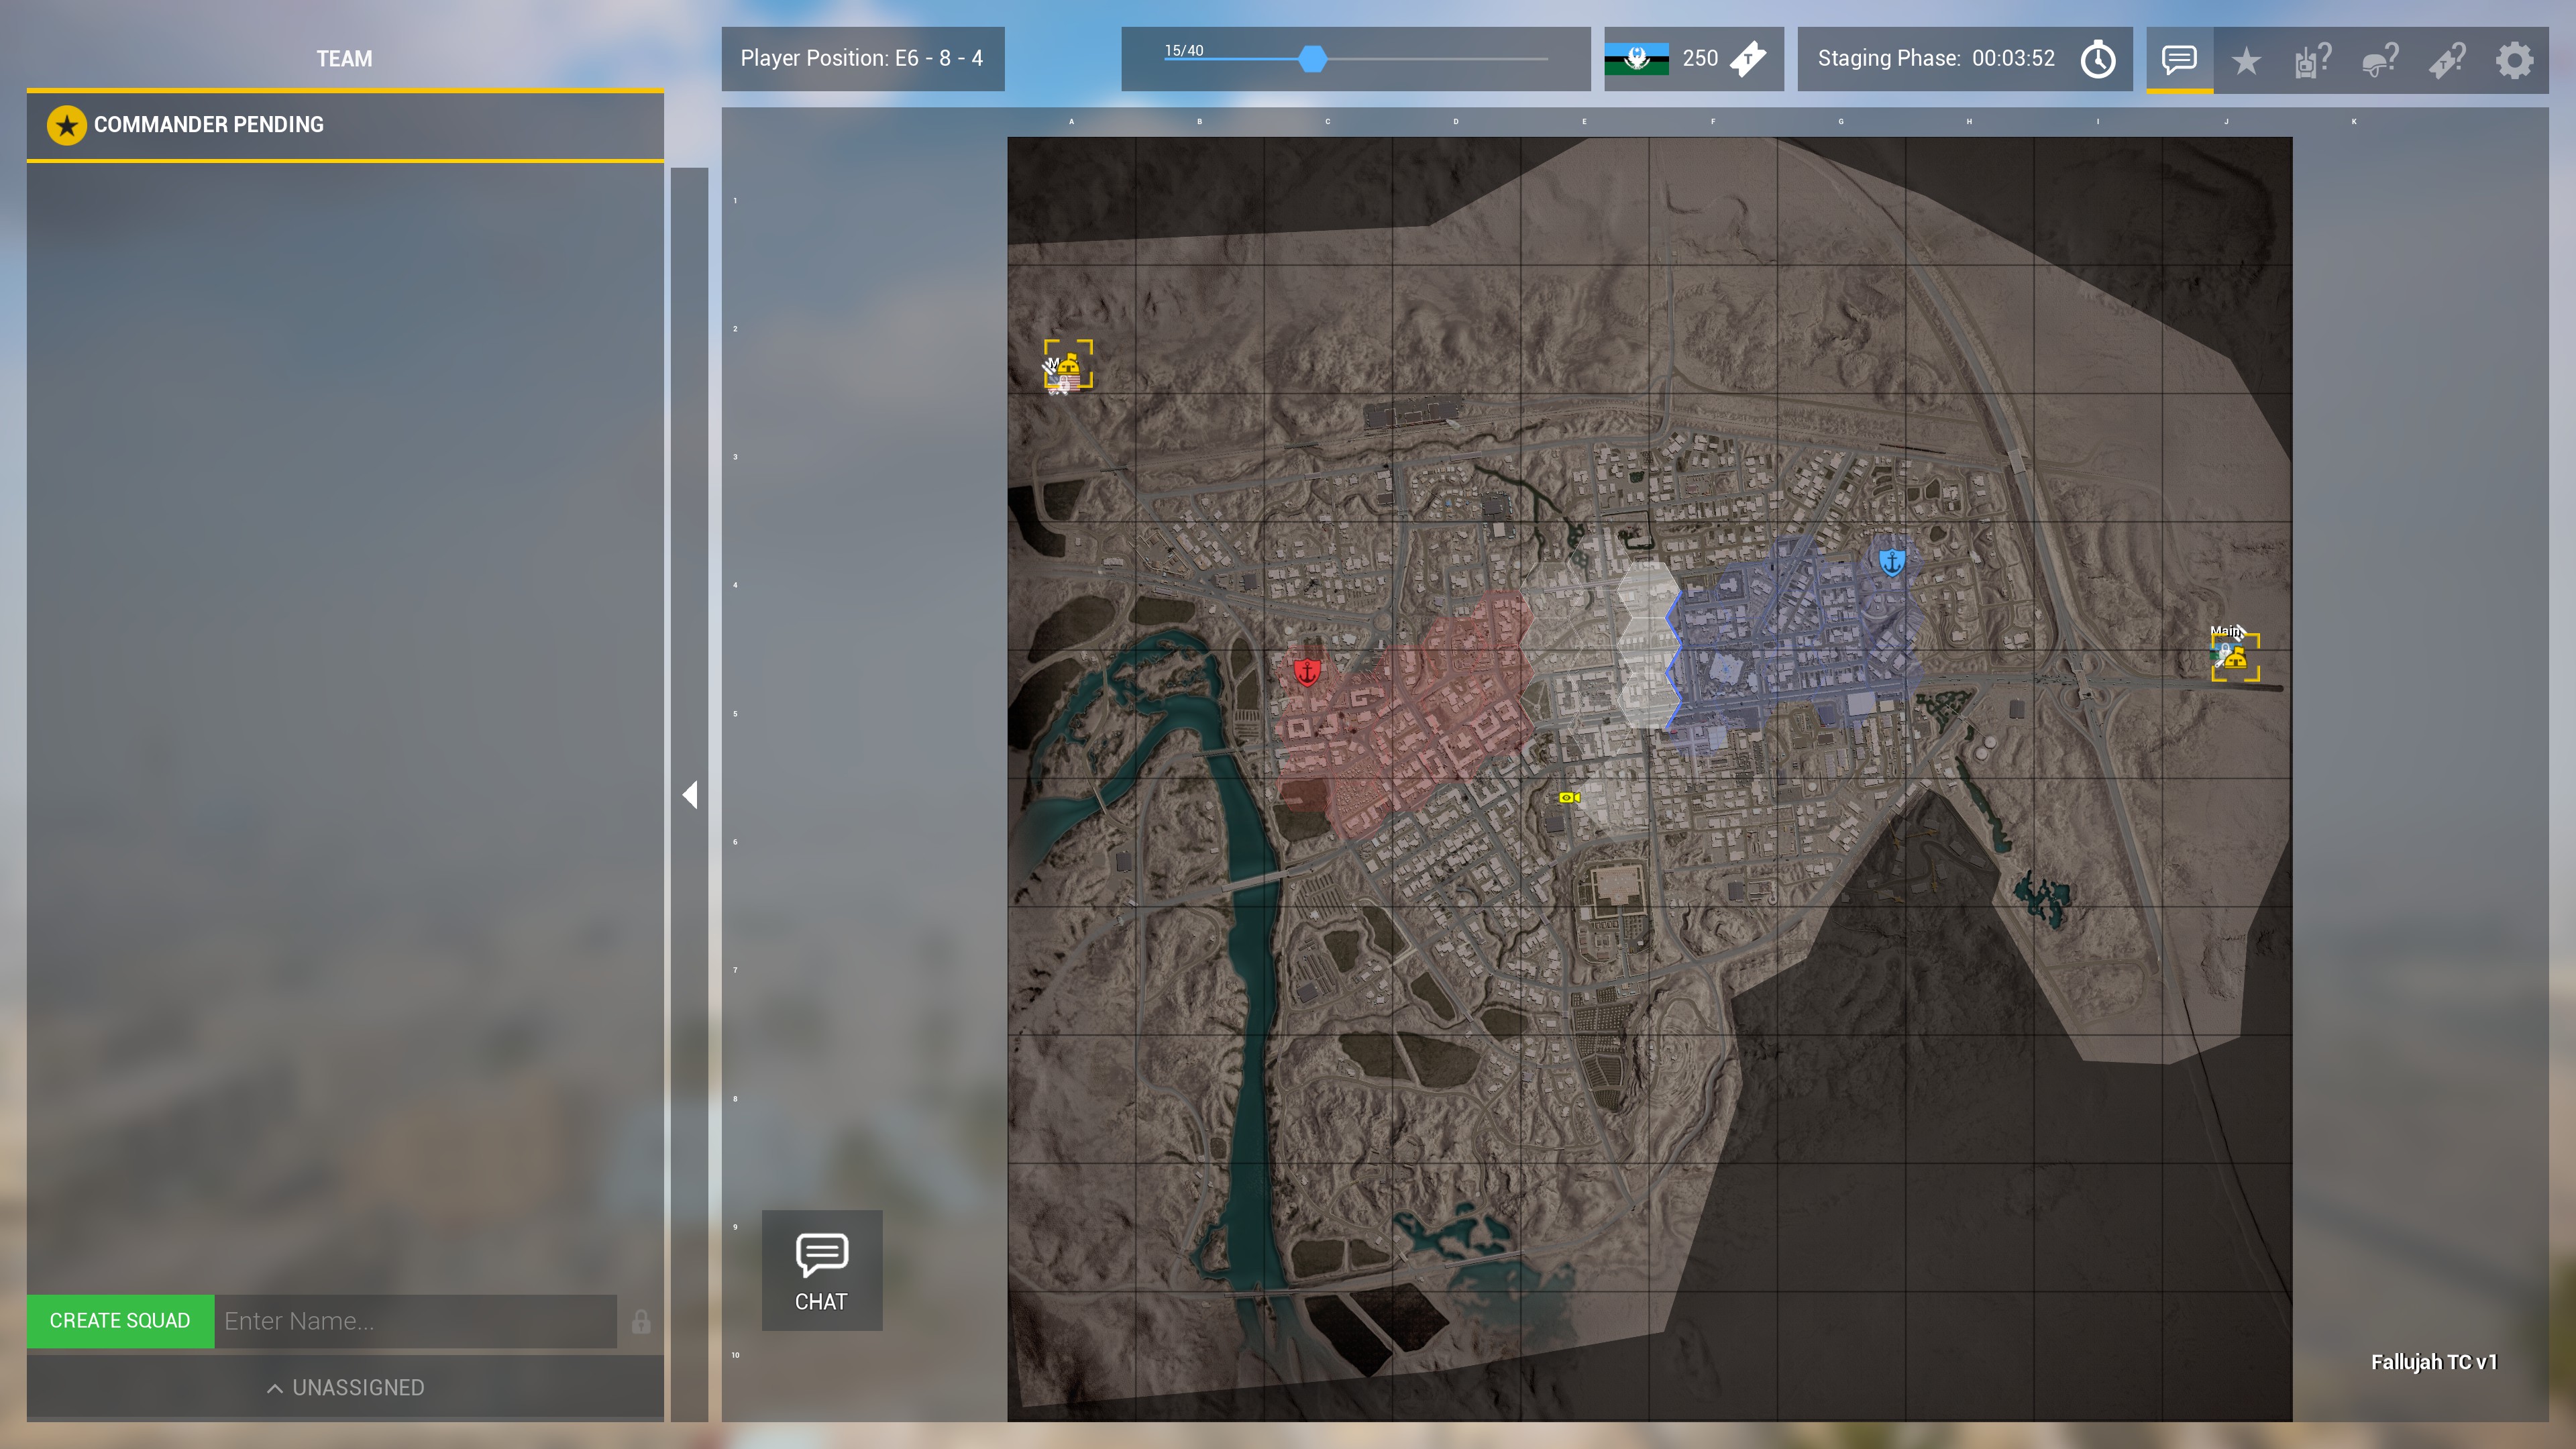 TEAM
Player Position: E6 - 8 - 4
15/40
250
T
Staging Phase: 00:03:52
?
?
T?
COMMANDER PENDING
A B C D E F G H I J K
1
2
3
4
Main
5
6
7
8
9
10
CHAT
CREATE SQUAD
Enter Name...
UNASSIGNED
Fallujah TC v1